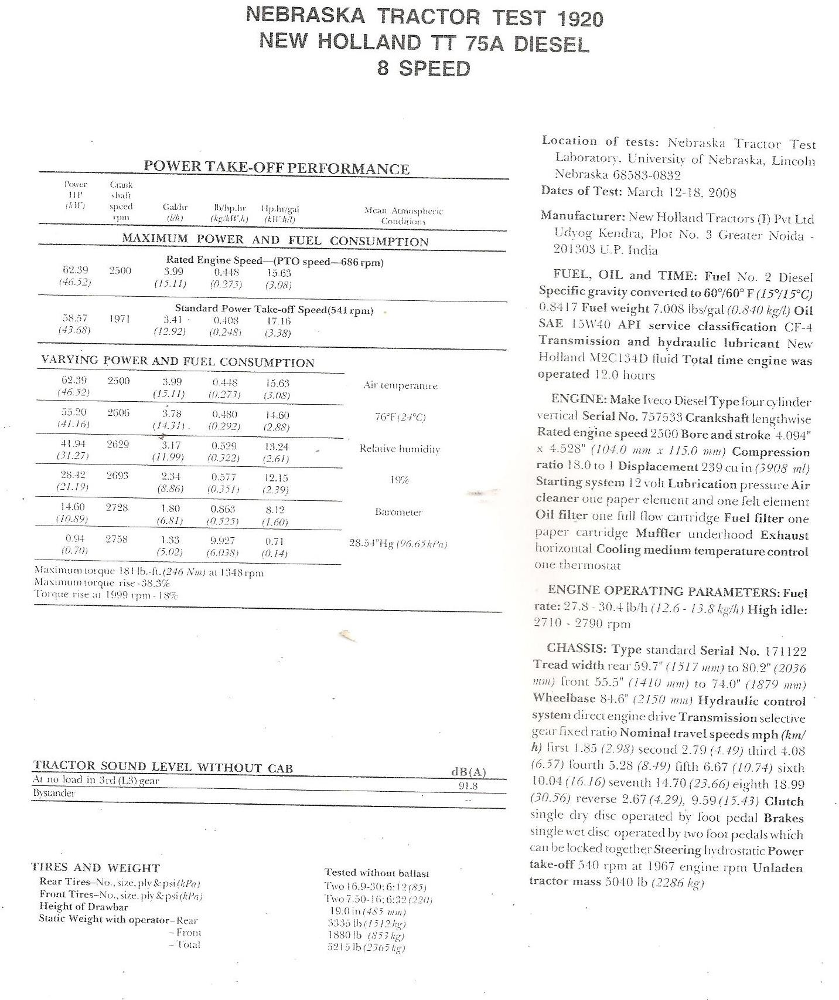 NEBRASKA TRACTOR TEST 1920
NEW HOLLAND TT 75A DIESEL
8 SPEED
POWER TAKE-OFF PERFORMANCE
Power HP (kW) Crank shaft speed rpm Gal/hr (l/h) lb/hp.hr (kg/kW.h) Hp.hr/gal (kW.h/l) Mean Atmospheric Conditions
MAXIMUM POWER AND FUEL CONSUMPTION
Rated Engine Speed—(PTO speed—686 rpm)
62.39 2500 3.99 0.448 15.63
(46.52) (15.11) (0.273) (3.08)
Standard Power Take-off Speed(541 rpm)
58.57 1971 3.41 0.408 17.16
(43.68) (12.92) (0.248) (3.38)
VARYING POWER AND FUEL CONSUMPTION
62.39 2500 3.99 0.448 15.63 Air temperature
(46.52) (15.11) (0.273) (3.08)
55.20 2606 3.78 0.480 14.60 76°F(24°C)
(41.16) (14.31) (0.292) (2.88)
41.94 2629 3.17 0.529 13.24 Relative humidity
(31.27) (11.99) (0.322) (2.61)
28.42 2693 2.34 0.577 12.15 19%
(21.19) (8.86) (0.351) (2.39)
14.60 2728 1.80 0.863 8.12 Barometer
(10.89) (6.81) (0.525) (1.60)
0.94 2758 1.33 9.927 0.71 28.54"Hg (96.65 kPa)
(0.70) (5.02) (6.038) (0.14)
Maximum torque 181 lb.-ft. (246 Nm) at 1348 rpm
Maximum torque rise - 38.3%
Torque rise at 1999 rpm - 18%
TRACTOR SOUND LEVEL WITHOUT CAB dB(A)
At no load in 3rd (L3) gear 91.8
Bystander --
TIRES AND WEIGHT Tested without ballast
Rear Tires–No., size, ply & psi (kPa) Two 16.9-30; 6; 12 (85)
Front Tires–No., size, ply & psi (kPa) Two 7.50-16; 6; 32 (220)
Height of Drawbar 19.0 in (485 mm)
Static Weight with operator–Rear 3335 lb (1512 kg)
– Front 1880 lb (853 kg)
– Total 5215 lb (2365 kg)
Location of tests: Nebraska Tractor Test
Laboratory, University of Nebraska, Lincoln
Nebraska 68583-0832
Dates of Test: March 12-18, 2008
Manufacturer: New Holland Tractors (I) Pvt Ltd
Udyog Kendra, Plot No. 3 Greater Noida -
201303 U.P. India
FUEL, OIL and TIME: Fuel No. 2 Diesel
Specific gravity converted to 60°/60° F (15°/15°C)
0.8417 Fuel weight 7.008 lbs/gal (0.840 kg/l) Oil
SAE 15W40 API service classification CF-4
Transmission and hydraulic lubricant New
Holland M2C134D fluid Total time engine was
operated 12.0 hours
ENGINE: Make Iveco Diesel Type four cylinder
vertical Serial No. 757533 Crankshaft lengthwise
Rated engine speed 2500 Bore and stroke 4.094"
x 4.528" (104.0 mm x 115.0 mm) Compression
ratio 18.0 to 1 Displacement 239 cu in (3908 ml)
Starting system 12 volt Lubrication pressure Air
cleaner one paper element and one felt element
Oil filter one full flow cartridge Fuel filter one
paper cartridge Muffler underhood Exhaust
horizontal Cooling medium temperature control
one thermostat
ENGINE OPERATING PARAMETERS: Fuel
rate: 27.8 - 30.4 lb/h (12.6 - 13.8 kg/h) High idle:
2710 - 2790 rpm
CHASSIS: Type standard Serial No. 171122
Tread width rear 59.7" (1517 mm) to 80.2" (2036
mm) front 55.5" (1410 mm) to 74.0" (1879 mm)
Wheelbase 84.6" (2150 mm) Hydraulic control
system direct engine drive Transmission selective
gear fixed ratio Nominal travel speeds mph (km/
h) first 1.85 (2.98) second 2.79 (4.49) third 4.08
(6.57) fourth 5.28 (8.49) fifth 6.67 (10.74) sixth
10.04 (16.16) seventh 14.70 (23.66) eighth 18.99
(30.56) reverse 2.67 (4.29), 9.59 (15.43) Clutch
single dry disc operated by foot pedal Brakes
single wet disc operated by two foot pedals which
can be locked together Steering hydrostatic Power
take-off 540 rpm at 1967 engine rpm Unladen
tractor mass 5040 lb (2286 kg)